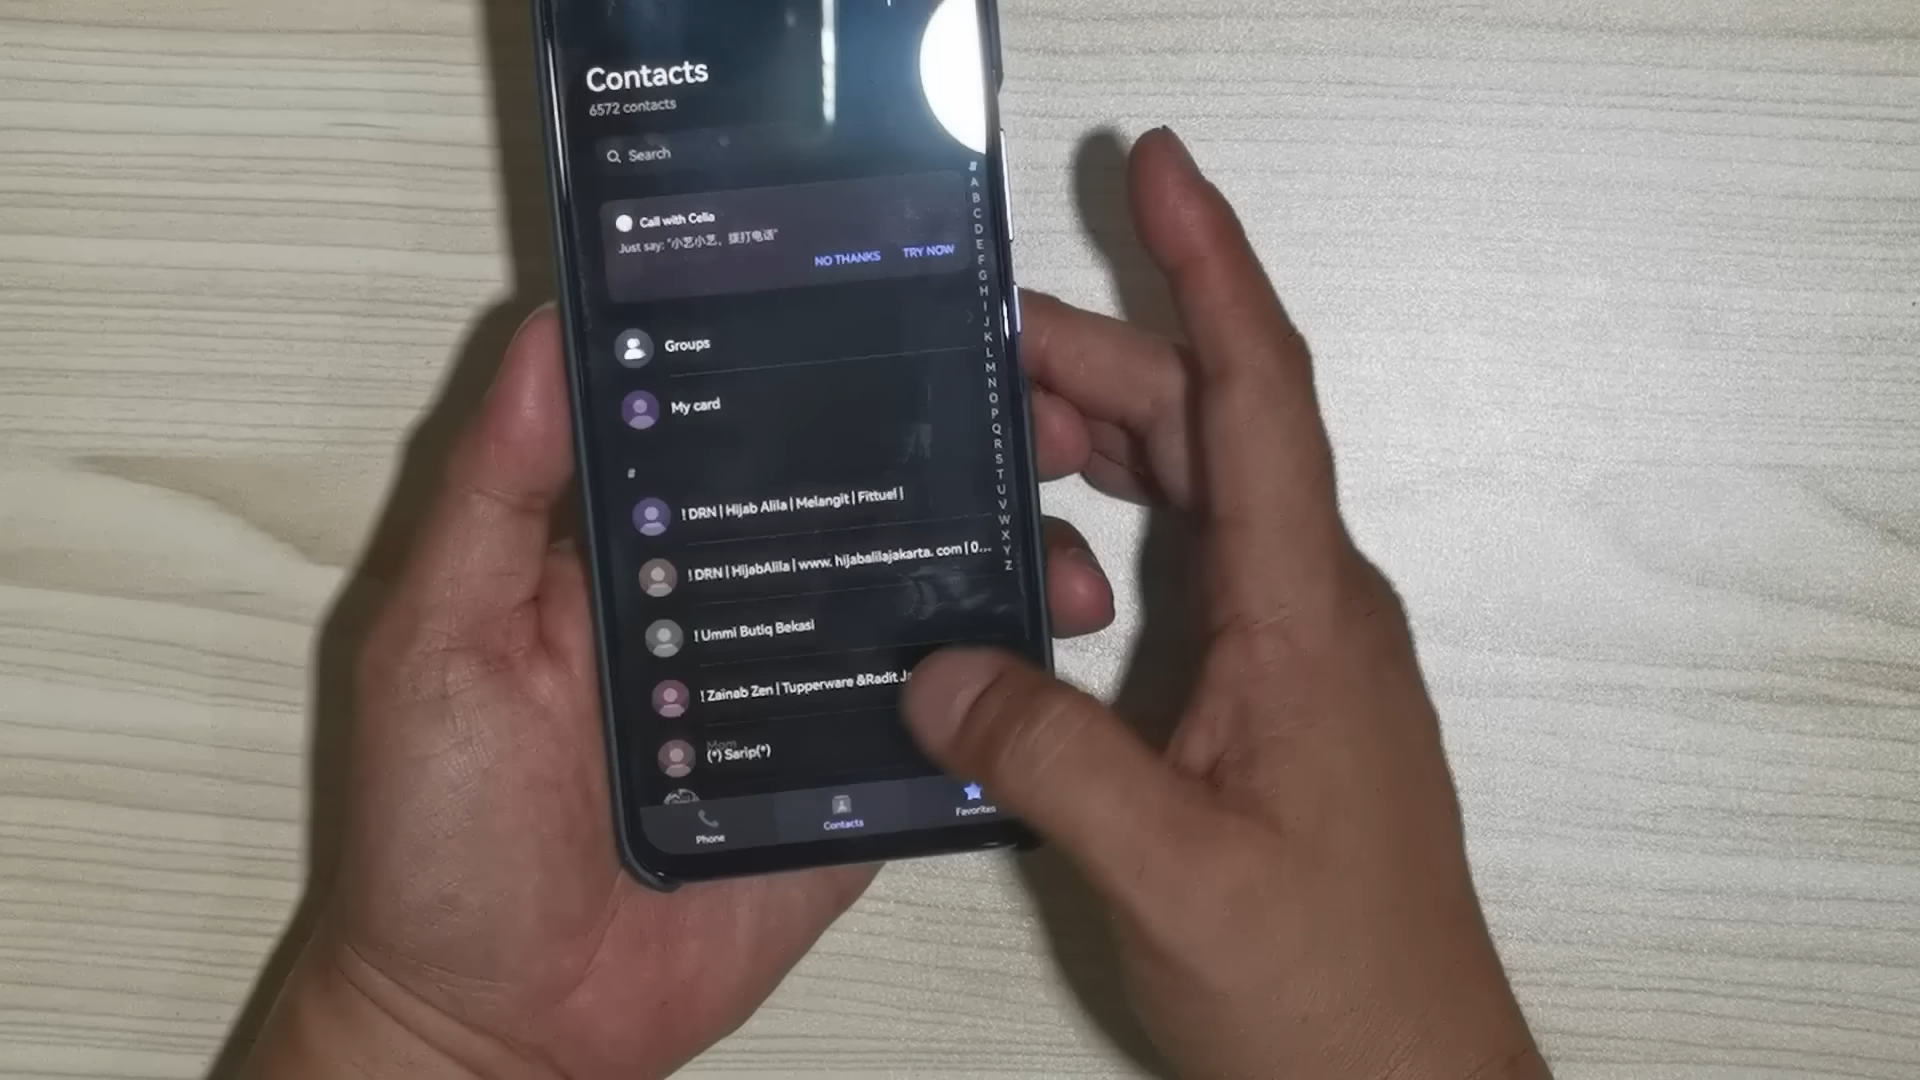 Contacts
6572 contacts
Search
Call with Celia
Just say: "小艺小艺，拨打电话"
NO THANKS TRY NOW
Groups
My card
#
! DRN | Hijab Alila | Melangit | Fittuel |
! DRN | HijabAlila | www. hijabalilajakarta. com | 0...
! Ummi Butiq Bekasi
! Zainab Zen | Tupperware &Radit
Mom
(*) Sarip(*)
Phone
Contacts
Favorites
#
A
B
C
D
E
F
G
H
I
J
K
L
M
N
O
P
Q
R
S
T
U
V
W
X
Y
Z